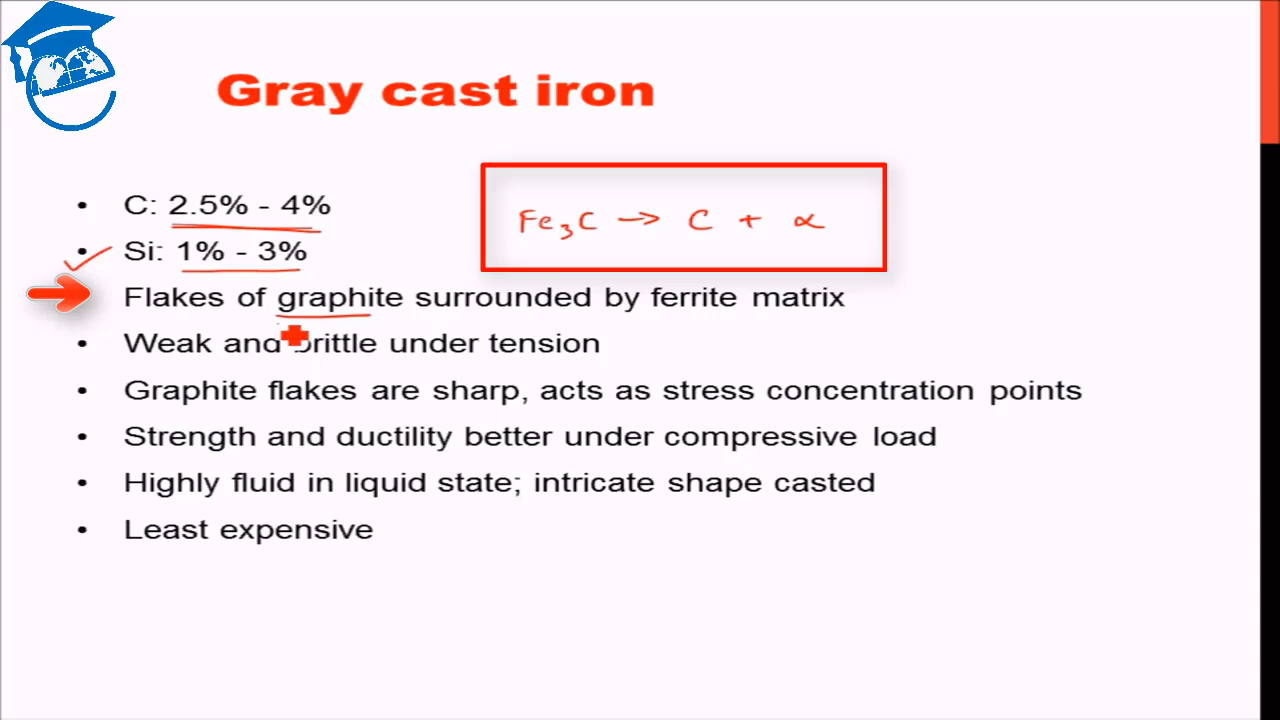 Gray cast iron
• C: 2.5% - 4%
Fe₃C → C + α
• Si: 1% - 3%
Flakes of graphite surrounded by ferrite matrix
• Weak and brittle under tension
• Graphite flakes are sharp, acts as stress concentration points
• Strength and ductility better under compressive load
• Highly fluid in liquid state; intricate shape casted
• Least expensive